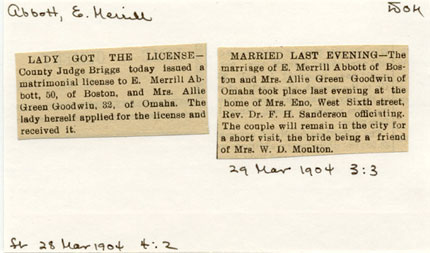 Abbott, E. Merrill
LADY GOT THE LICENSE—
County Judge Briggs today issued a
matrimonial license to E. Merrill Ab-
bott, 50, of Boston, and Mrs. Allie
Green Goodwin, 32, of Omaha. The
lady herself applied for the license and
received it.
MARRIED LAST EVENING—The
marriage of E. Merrill Abbott of Bos-
ton and Mrs. Allie Green Goodwin of
Omaha took place last evening at the
home of Mrs. Eno, West Sixth street,
Rev. Dr. F. H. Sanderson officiating.
The couple will remain in the city for
a short visit, the bride being a friend
of Mrs. W. D. Moulton.
29 Mar 1904 3:3
28 Mar 1904 4:2